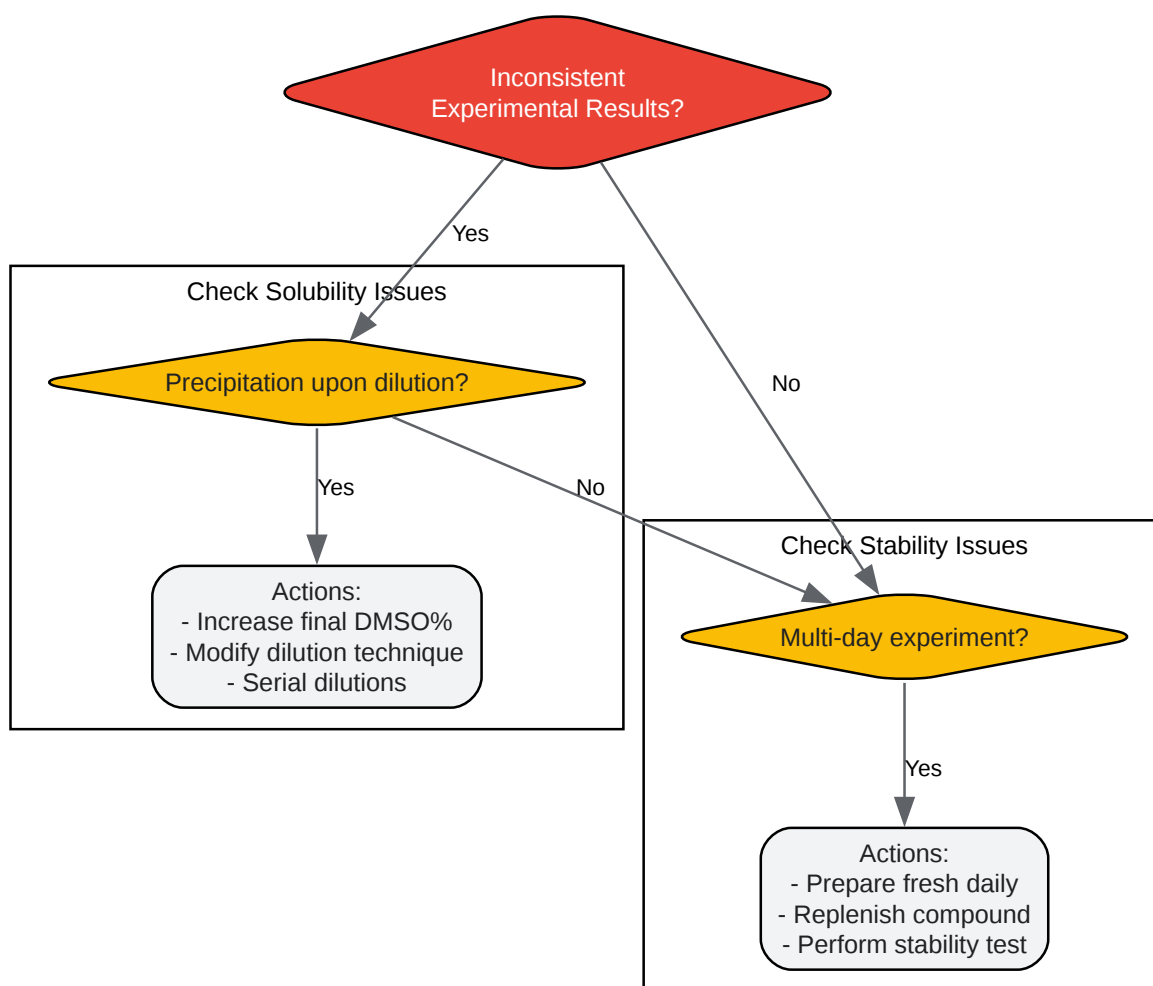 Inconsistent
Experimental Results?
Yes
Check Solubility Issues
Precipitation upon dilution?
No
Yes
No
Actions:
- Increase final DMSO%
- Modify dilution technique
- Serial dilutions
Check Stability Issues
Multi-day experiment?
Yes
Actions:
- Prepare fresh daily
- Replenish compound
- Perform stability test